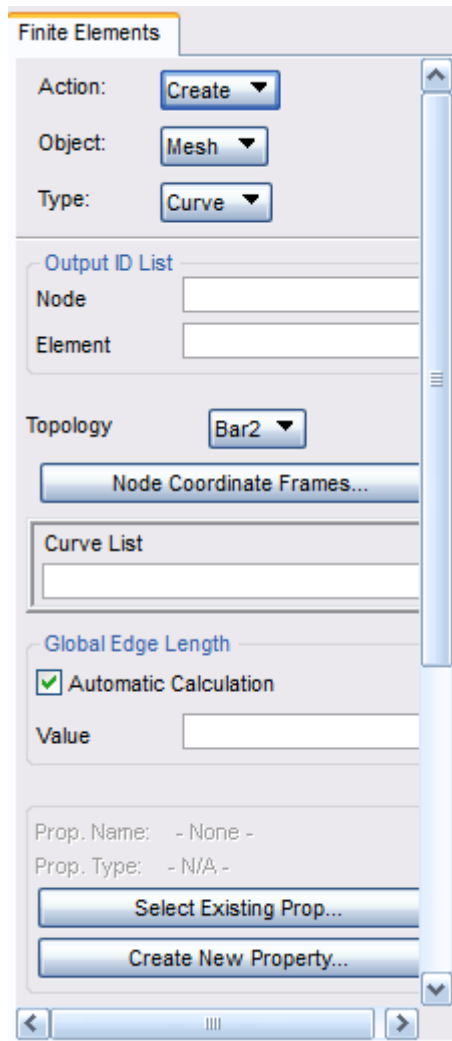 Finite Elements
Action: Create
Object: Mesh
Type: Curve
Output ID List
Node
Element
Topology Bar2
Node Coordinate Frames...
Curve List
Global Edge Length
Automatic Calculation
Value
Prop. Name: - None -
Prop. Type: - N/A -
Select Existing Prop...
Create New Property...